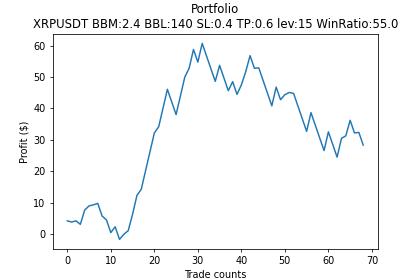 Portfolio
XRPUSDT BBM:2.4 BBL:140 SL:0.4 TP:0.6 lev:15 WinRatio:55.0
60
50
40
30
20
10
0
Profit ($)
0 10 20 30 40 50 60 70
Trade counts